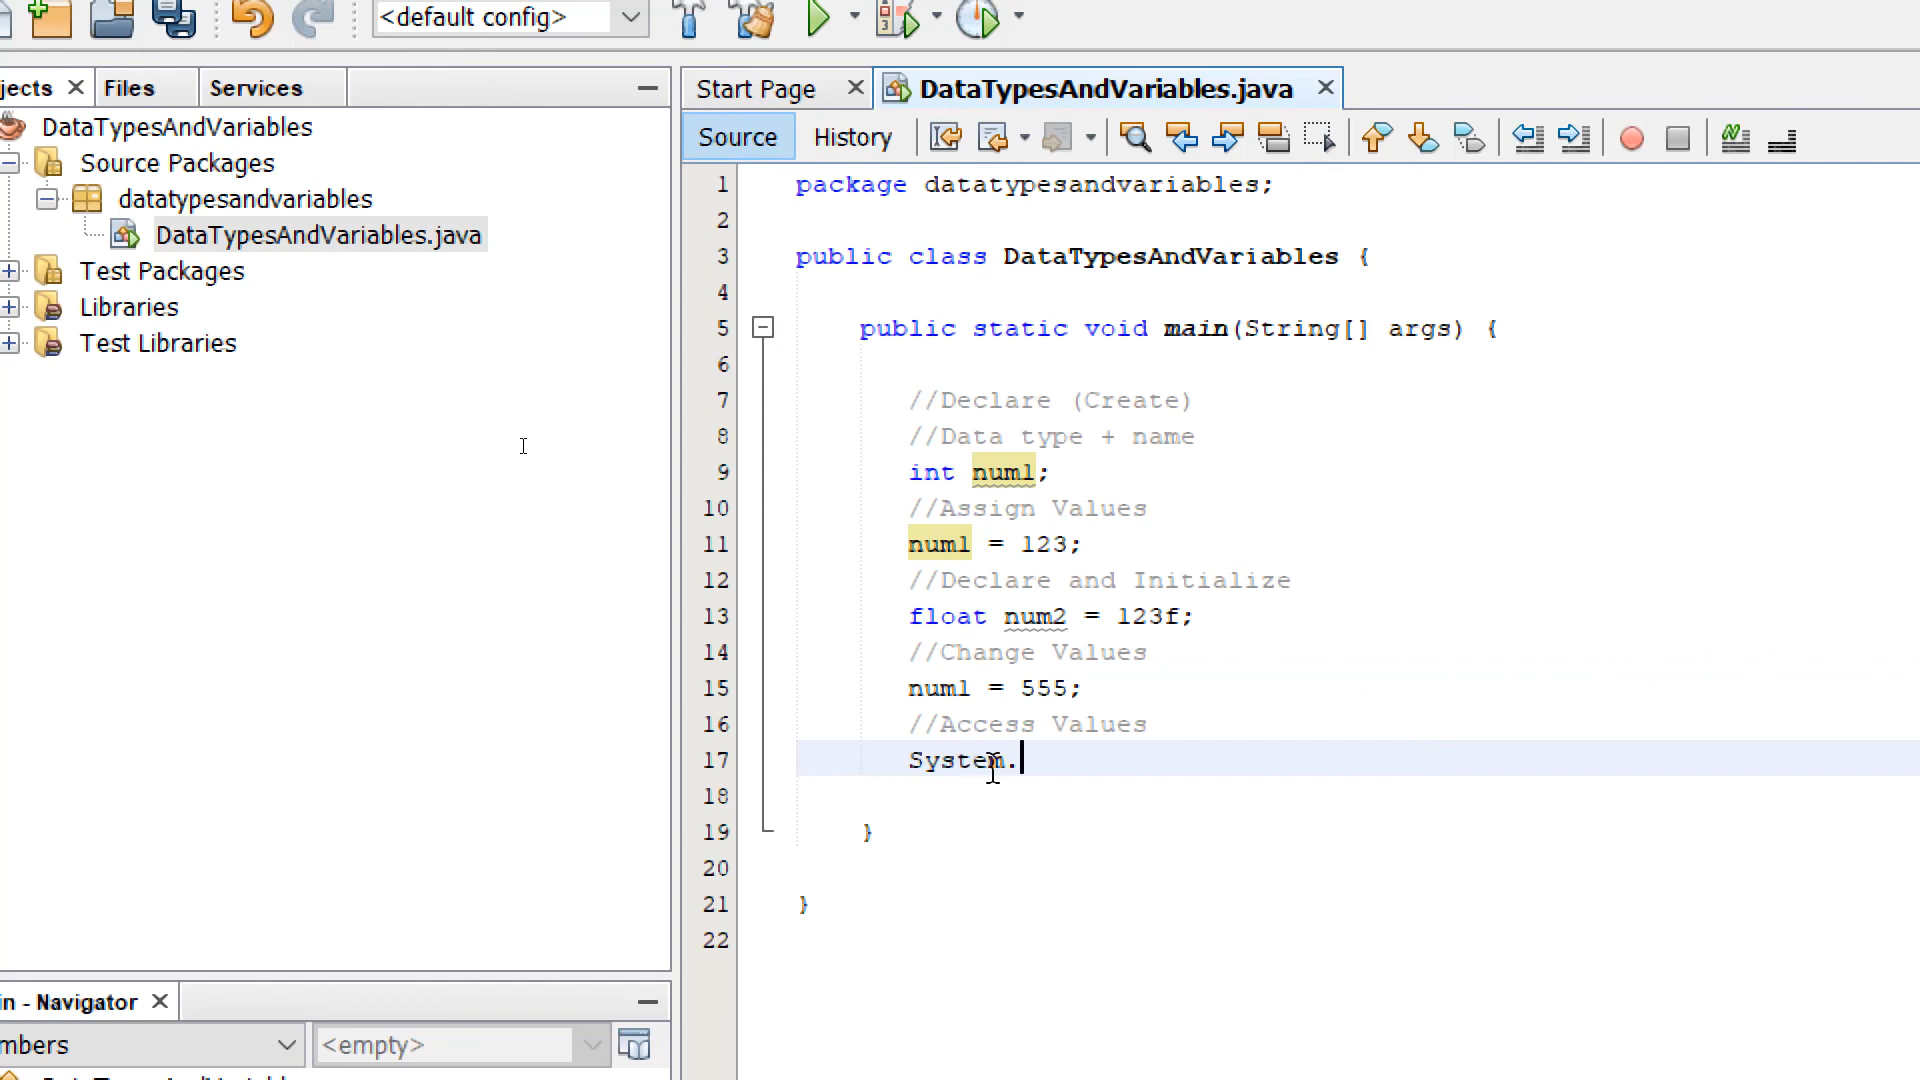 <default config>
jects
Files
Services
DataTypesAndVariables
Source Packages
datatypesandvariables
DataTypesAndVariables.java
Test Packages
Libraries
Test Libraries
in - Navigator
mbers
<empty>
Start Page
DataTypesAndVariables.java
Source
History
1 package datatypesandvariables;
2
3 public class DataTypesAndVariables {
4
5 public static void main(String[] args) {
6
7 //Declare (Create)
8 //Data type + name
9 int num1;
10 //Assign Values
11 num1 = 123;
12 //Declare and Initialize
13 float num2 = 123f;
14 //Change Values
15 num1 = 555;
16 //Access Values
17 System.
18
19 }
20
21 }
22